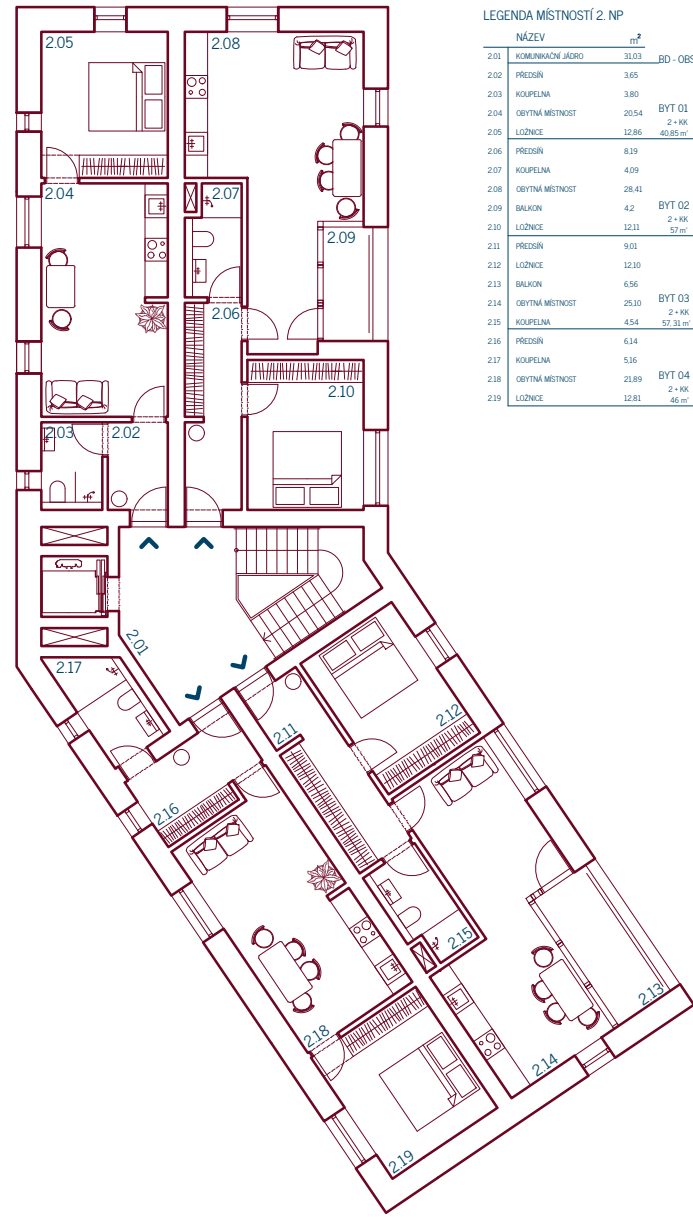 LEGENDA MÍSTNOSTÍ 2. NP
NÁZEV m²
2.01 KOMUNIKAČNÍ JÁDRO 31,03 BD - OBS
2.02 PŘEDSÍŇ 3,65
2.03 KOUPELNA 3,80
2.04 OBYTNÁ MÍSTNOST 20,54 BYT 01
2 + KK
2.05 LOŽNICE 12,86 40.85 m²
2.06 PŘEDSÍŇ 8,19
2.07 KOUPELNA 4,09
2.08 OBYTNÁ MÍSTNOST 28,41
2.09 BALKON 4,2 BYT 02
2 + KK
2.10 LOŽNICE 12,11 57 m²
2.11 PŘEDSÍŇ 9,01
2.12 LOŽNICE 12,10
2.13 BALKON 6,56
2.14 OBYTNÁ MÍSTNOST 25,10 BYT 03
2 + KK
2.15 KOUPELNA 4,54 57, 31 m²
2.16 PŘEDSÍŇ 6,14
2.17 KOUPELNA 5,16
2.18 OBYTNÁ MÍSTNOST 21,89 BYT 04
2 + KK
2.19 LOŽNICE 12,81 46 m²
2.05
2.08
2.04
2.07
2.09
2.06
2.10
2.03
2.02
2.01
2.17
2.11
2.12
2.16
2.15
2.13
2.18
2.14
2.19